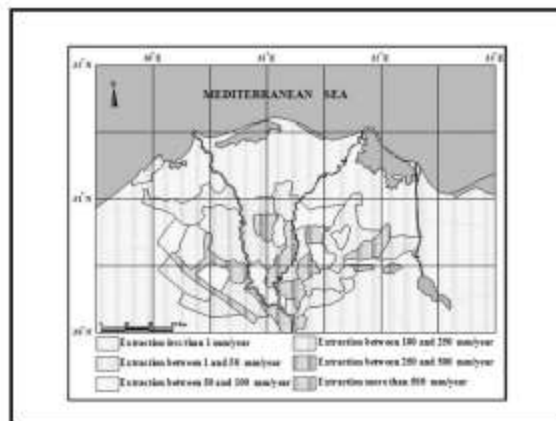 MEDITERRANEAN SEA
Extraction less than 1 mm/year
Extraction between 1 and 50 mm/year
Extraction between 50 and 100 mm/year
Extraction between 100 and 250 mm/year
Extraction between 250 and 500 mm/year
Extraction more than 500 mm/year